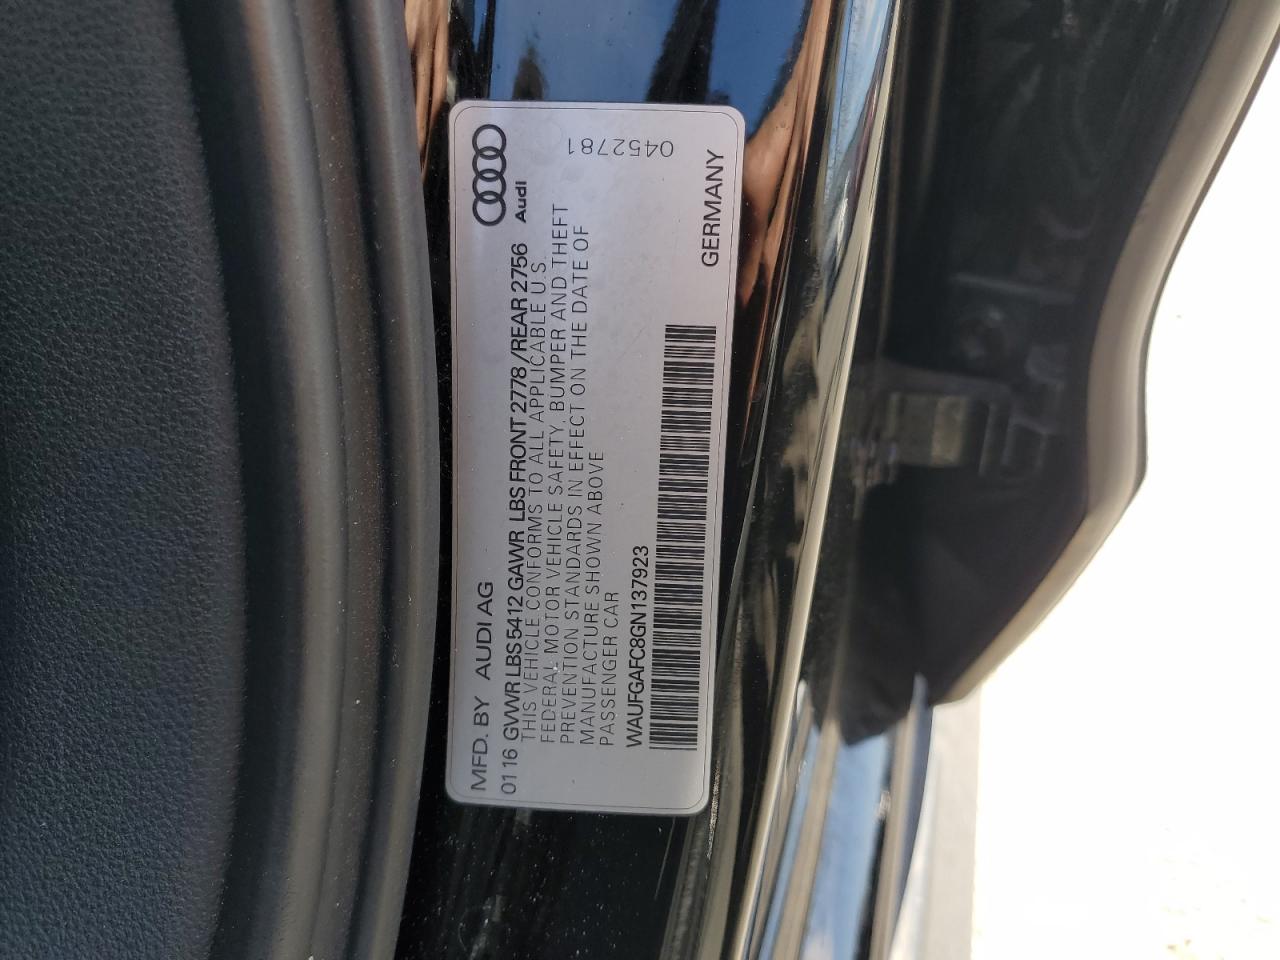 MFD. BY AUDI AG
01 16 GVWR LBS 5412 GAWR LBS FRONT 2778/REAR 2756
Audi
THIS VEHICLE CONFORMS TO ALL APPLICABLE U.S.
FEDERAL MOTOR VEHICLE SAFETY, BUMPER AND THEFT
PREVENTION STANDARDS IN EFFECT ON THE DATE OF
MANUFACTURE SHOWN ABOVE
PASSENGER CAR
WAUFGAFC8GN137923
GERMANY
0452781